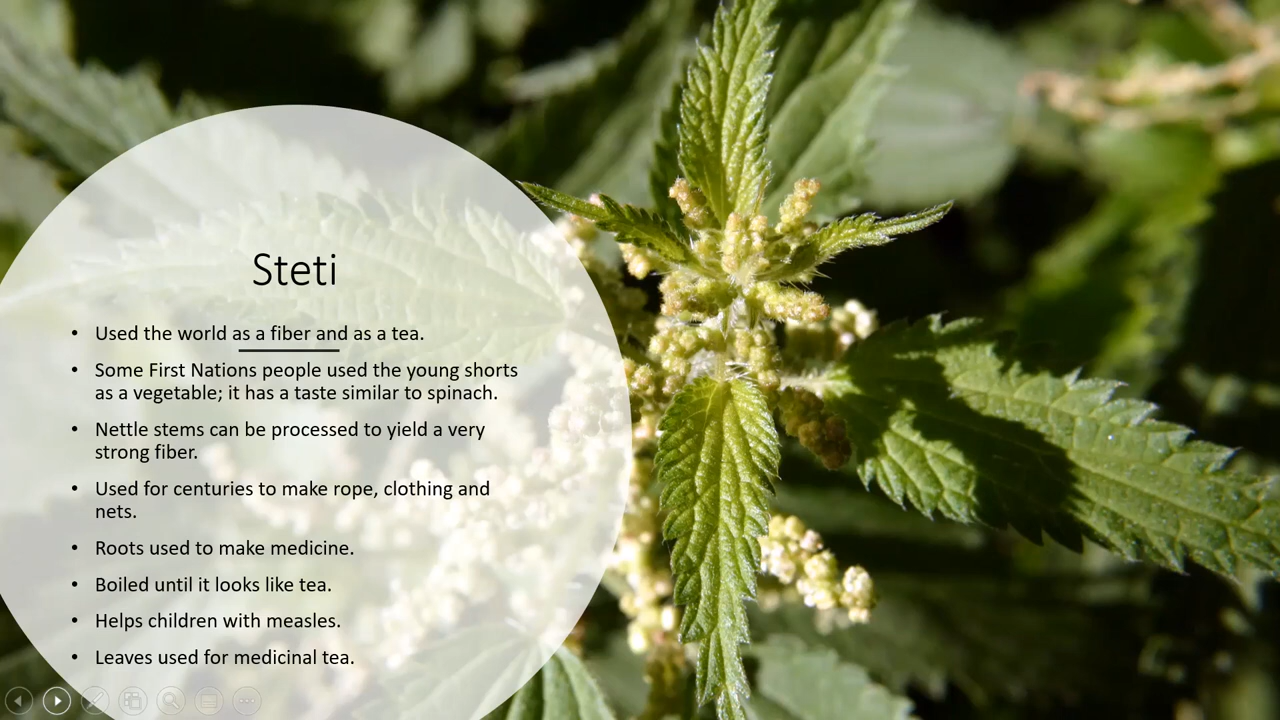 Steti
• Used the world as a fiber and as a tea.
• Some First Nations people used the young shorts
as a vegetable; it has a taste similar to spinach.
• Nettle stems can be processed to yield a very
strong fiber.
• Used for centuries to make rope, clothing and
nets.
• Roots used to make medicine.
• Boiled until it looks like tea.
• Helps children with measles.
• Leaves used for medicinal tea.